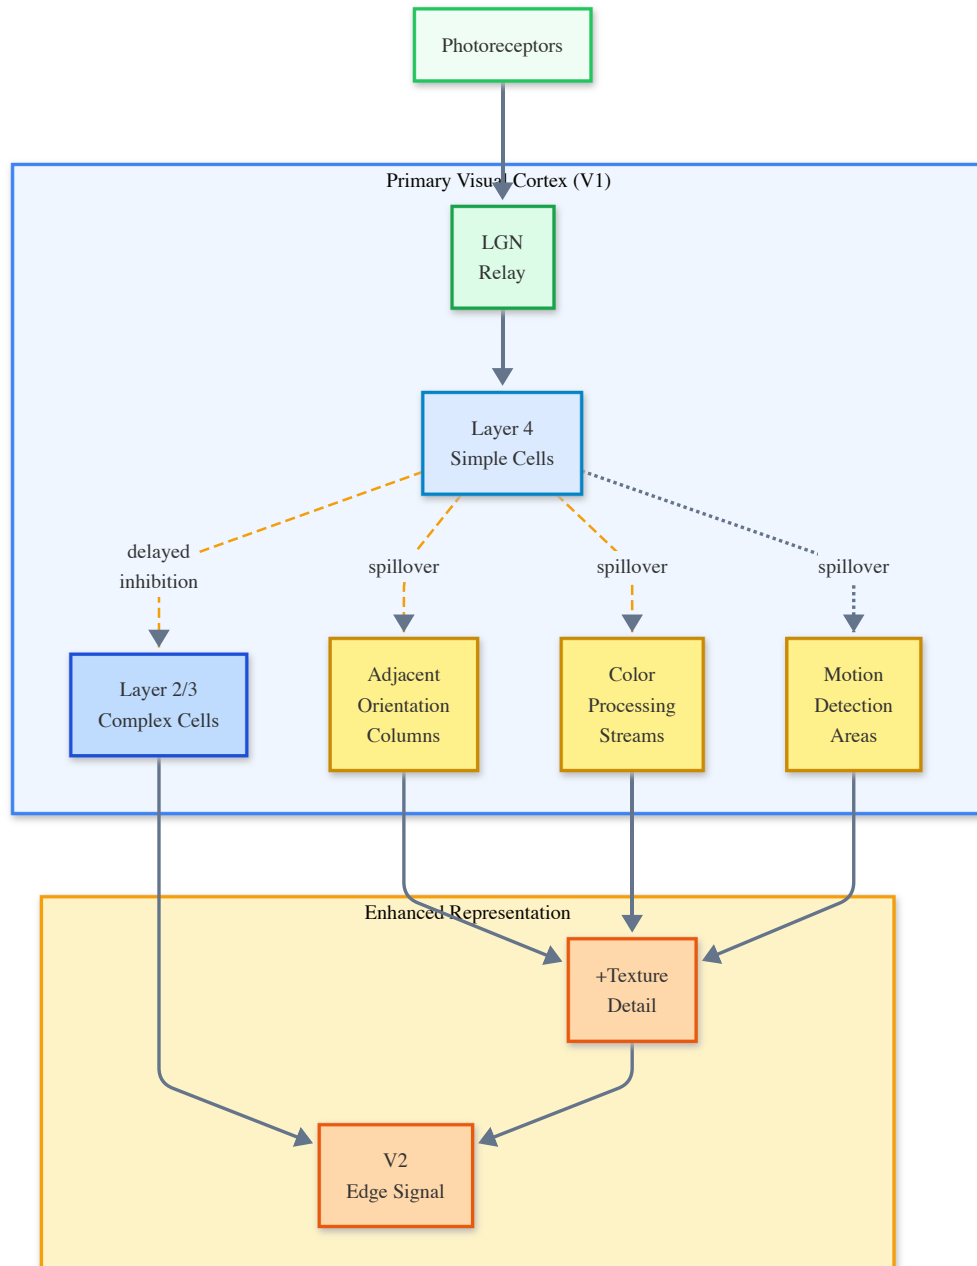 Photoreceptors
Primary Visual Cortex (V1)
LGN
Relay
Layer 4
Simple Cells
delayed
inhibition
spillover
spillover
spillover
Layer 2/3
Complex Cells
Adjacent
Orientation
Columns
Color
Processing
Streams
Motion
Detection
Areas
Enhanced Representation
+Texture
Detail
V2
Edge Signal